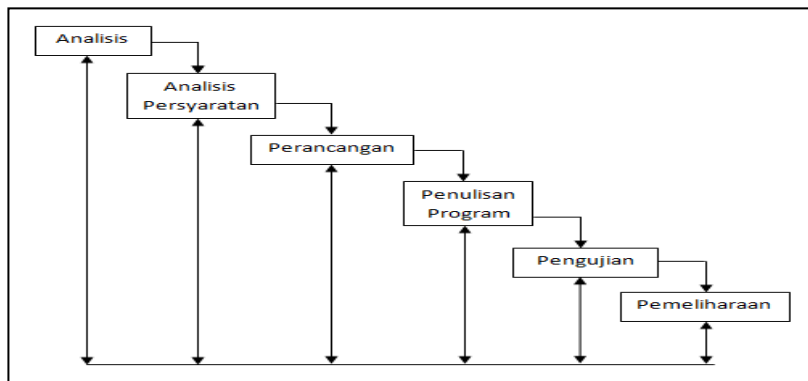 Analisis
Analisis
Persyaratan
Perancangan
Penulisan
Program
Pengujian
Pemeliharaan